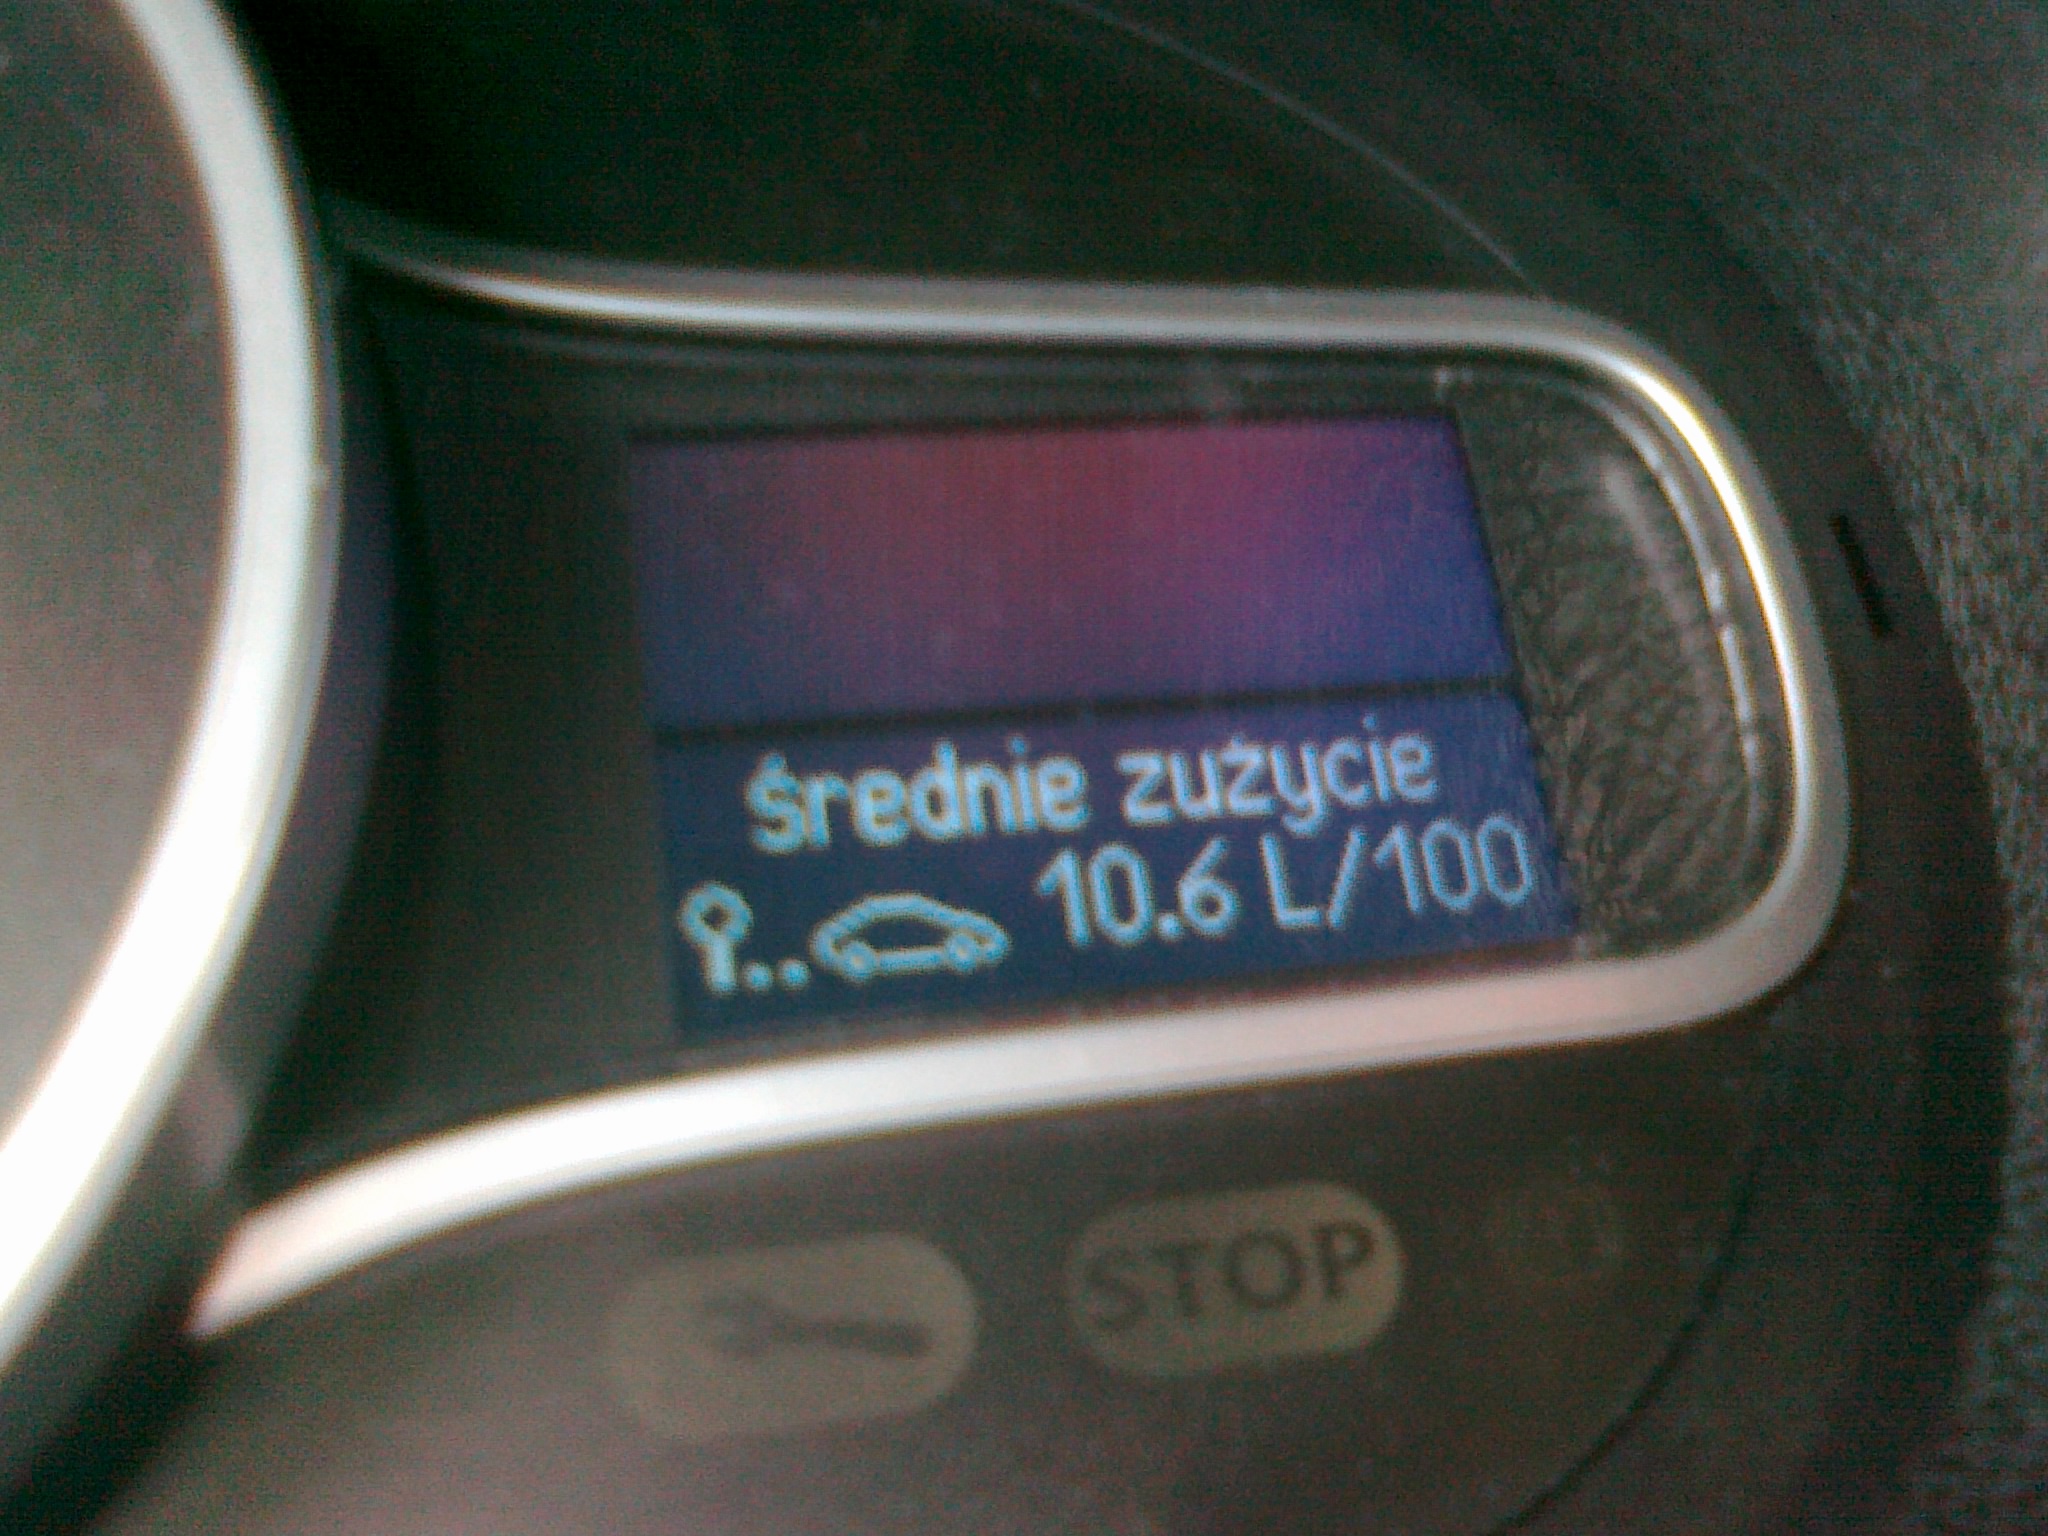 średnie zużycie
10.6 L/100
STOP